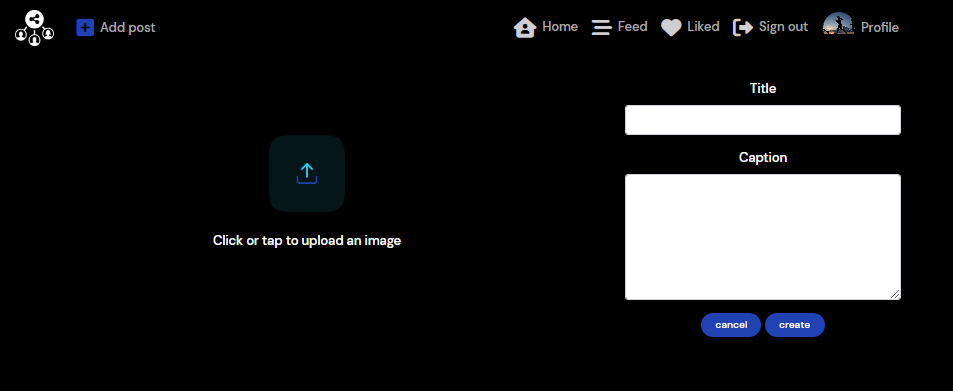 Add post
Home
Feed
Liked
Sign out
Profile
Title
Caption
Click or tap to upload an image
cancel
create